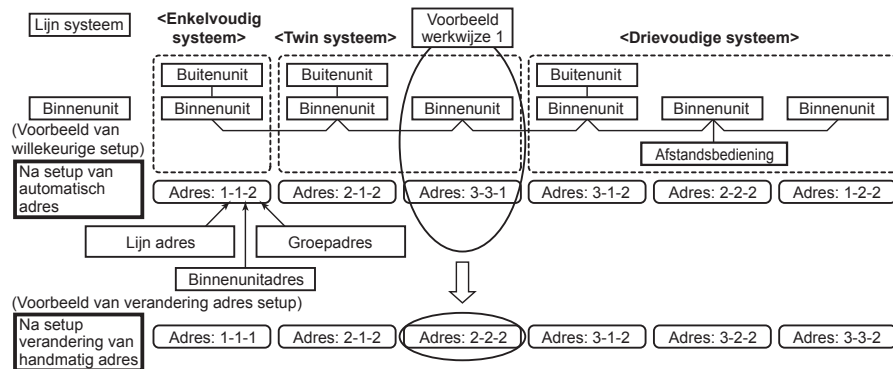 Lijn systeem
<Enkelvoudig
systeem>
<Twin systeem>
Voorbeeld
werkwijze 1
<Drievoudige systeem>
Buitenunit
Buitenunit
Buitenunit
Binnenunit
Binnenunit
Binnenunit
Binnenunit
Binnenunit
Binnenunit
Binnenunit
(Voorbeeld van
willekeurige setup)
Afstandsbediening
Na setup van
automatisch
adres
Adres: 1-1-2
Adres: 2-1-2
Adres: 3-3-1
Adres: 3-1-2
Adres: 2-2-2
Adres: 1-2-2
Lijn adres
Groepadres
Binnenunitadres
(Voorbeeld van verandering adres setup)
Na setup
verandering van
handmatig adres
Adres: 1-1-1
Adres: 2-1-2
Adres: 2-2-2
Adres: 3-1-2
Adres: 3-2-2
Adres: 3-3-2